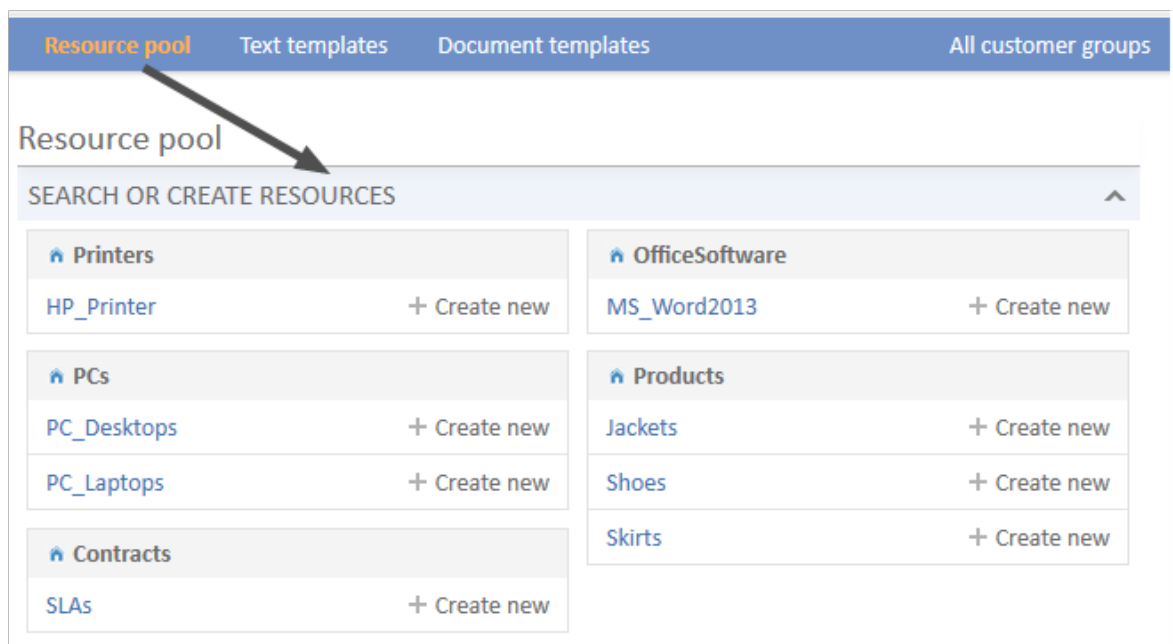 Resource pool Text templates Document templates All customer groups
Resource pool
SEARCH OR CREATE RESOURCES
Printers
HP_Printer + Create new
PCs
PC_Desktops + Create new
PC_Laptops + Create new
Contracts
SLAs + Create new
OfficeSoftware
MS_Word2013 + Create new
Products
Jackets + Create new
Shoes + Create new
Skirts + Create new